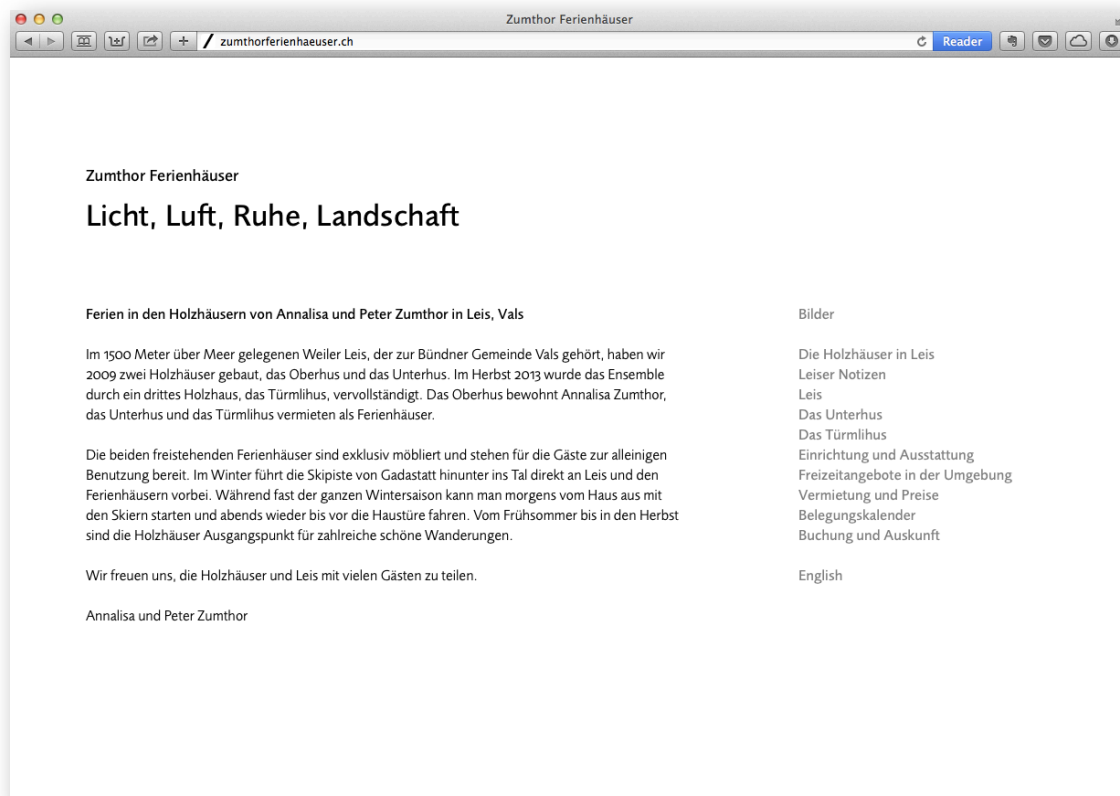 Zumthor Ferienhäuser
zumthorferienhaeuser.ch
Reader
Zumthor Ferienhäuser
Licht, Luft, Ruhe, Landschaft
Ferien in den Holzhäusern von Annalisa und Peter Zumthor in Leis, Vals
Im 1500 Meter über Meer gelegenen Weiler Leis, der zur Bündner Gemeinde Vals gehört, haben wir
2009 zwei Holzhäuser gebaut, das Oberhus und das Unterhus. Im Herbst 2013 wurde das Ensemble
durch ein drittes Holzhaus, das Türmlihus, vervollständigt. Das Oberhus bewohnt Annalisa Zumthor,
das Unterhus und das Türmlihus vermieten als Ferienhäuser.
Die beiden freistehenden Ferienhäuser sind exklusiv möbliert und stehen für die Gäste zur alleinigen
Benutzung bereit. Im Winter führt die Skipiste von Gadastatt hinunter ins Tal direkt an Leis und den
Ferienhäusern vorbei. Während fast der ganzen Wintersaison kann man morgens vom Haus aus mit
den Skiern starten und abends wieder bis vor die Haustüre fahren. Vom Frühsommer bis in den Herbst
sind die Holzhäuser Ausgangspunkt für zahlreiche schöne Wanderungen.
Wir freuen uns, die Holzhäuser und Leis mit vielen Gästen zu teilen.
Annalisa und Peter Zumthor
Bilder
Die Holzhäuser in Leis
Leiser Notizen
Leis
Das Unterhus
Das Türmlihus
Einrichtung und Ausstattung
Freizeitangebote in der Umgebung
Vermietung und Preise
Belegungskalender
Buchung und Auskunft
English